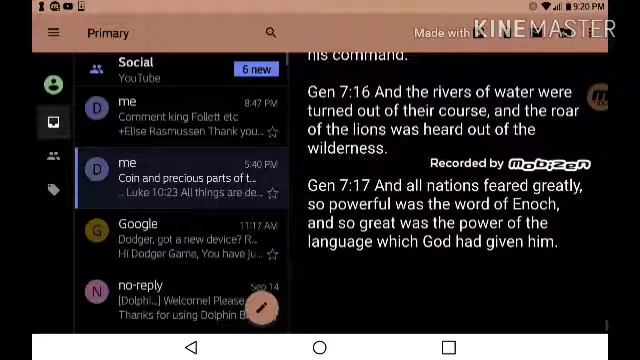 9:20 PM
Primary
Made with
KINEMASTER
Social
YouTube
6 new
D
me
8:47 PM
Comment king Follett etc
+Elise Rasmussen Thank you…
D
me
5:40 PM
Coin and precious parts of t…
.. Luke 10:23 All things are de…
G
Google
11:17 AM
Dodger, got a new device? R…
Hi Dodger Game, You have ju…
N
no-reply
Sep 14
[Dolphi...] Welcome! Please
Thanks for using Dolphin B
his command.
Gen 7:16 And the rivers of water were
turned out of their course, and the roar
of the lions was heard out of the
wilderness.
Recorded by mobizen
Gen 7:17 And all nations feared greatly,
so powerful was the word of Enoch,
and so great was the power of the
language which God had given him.